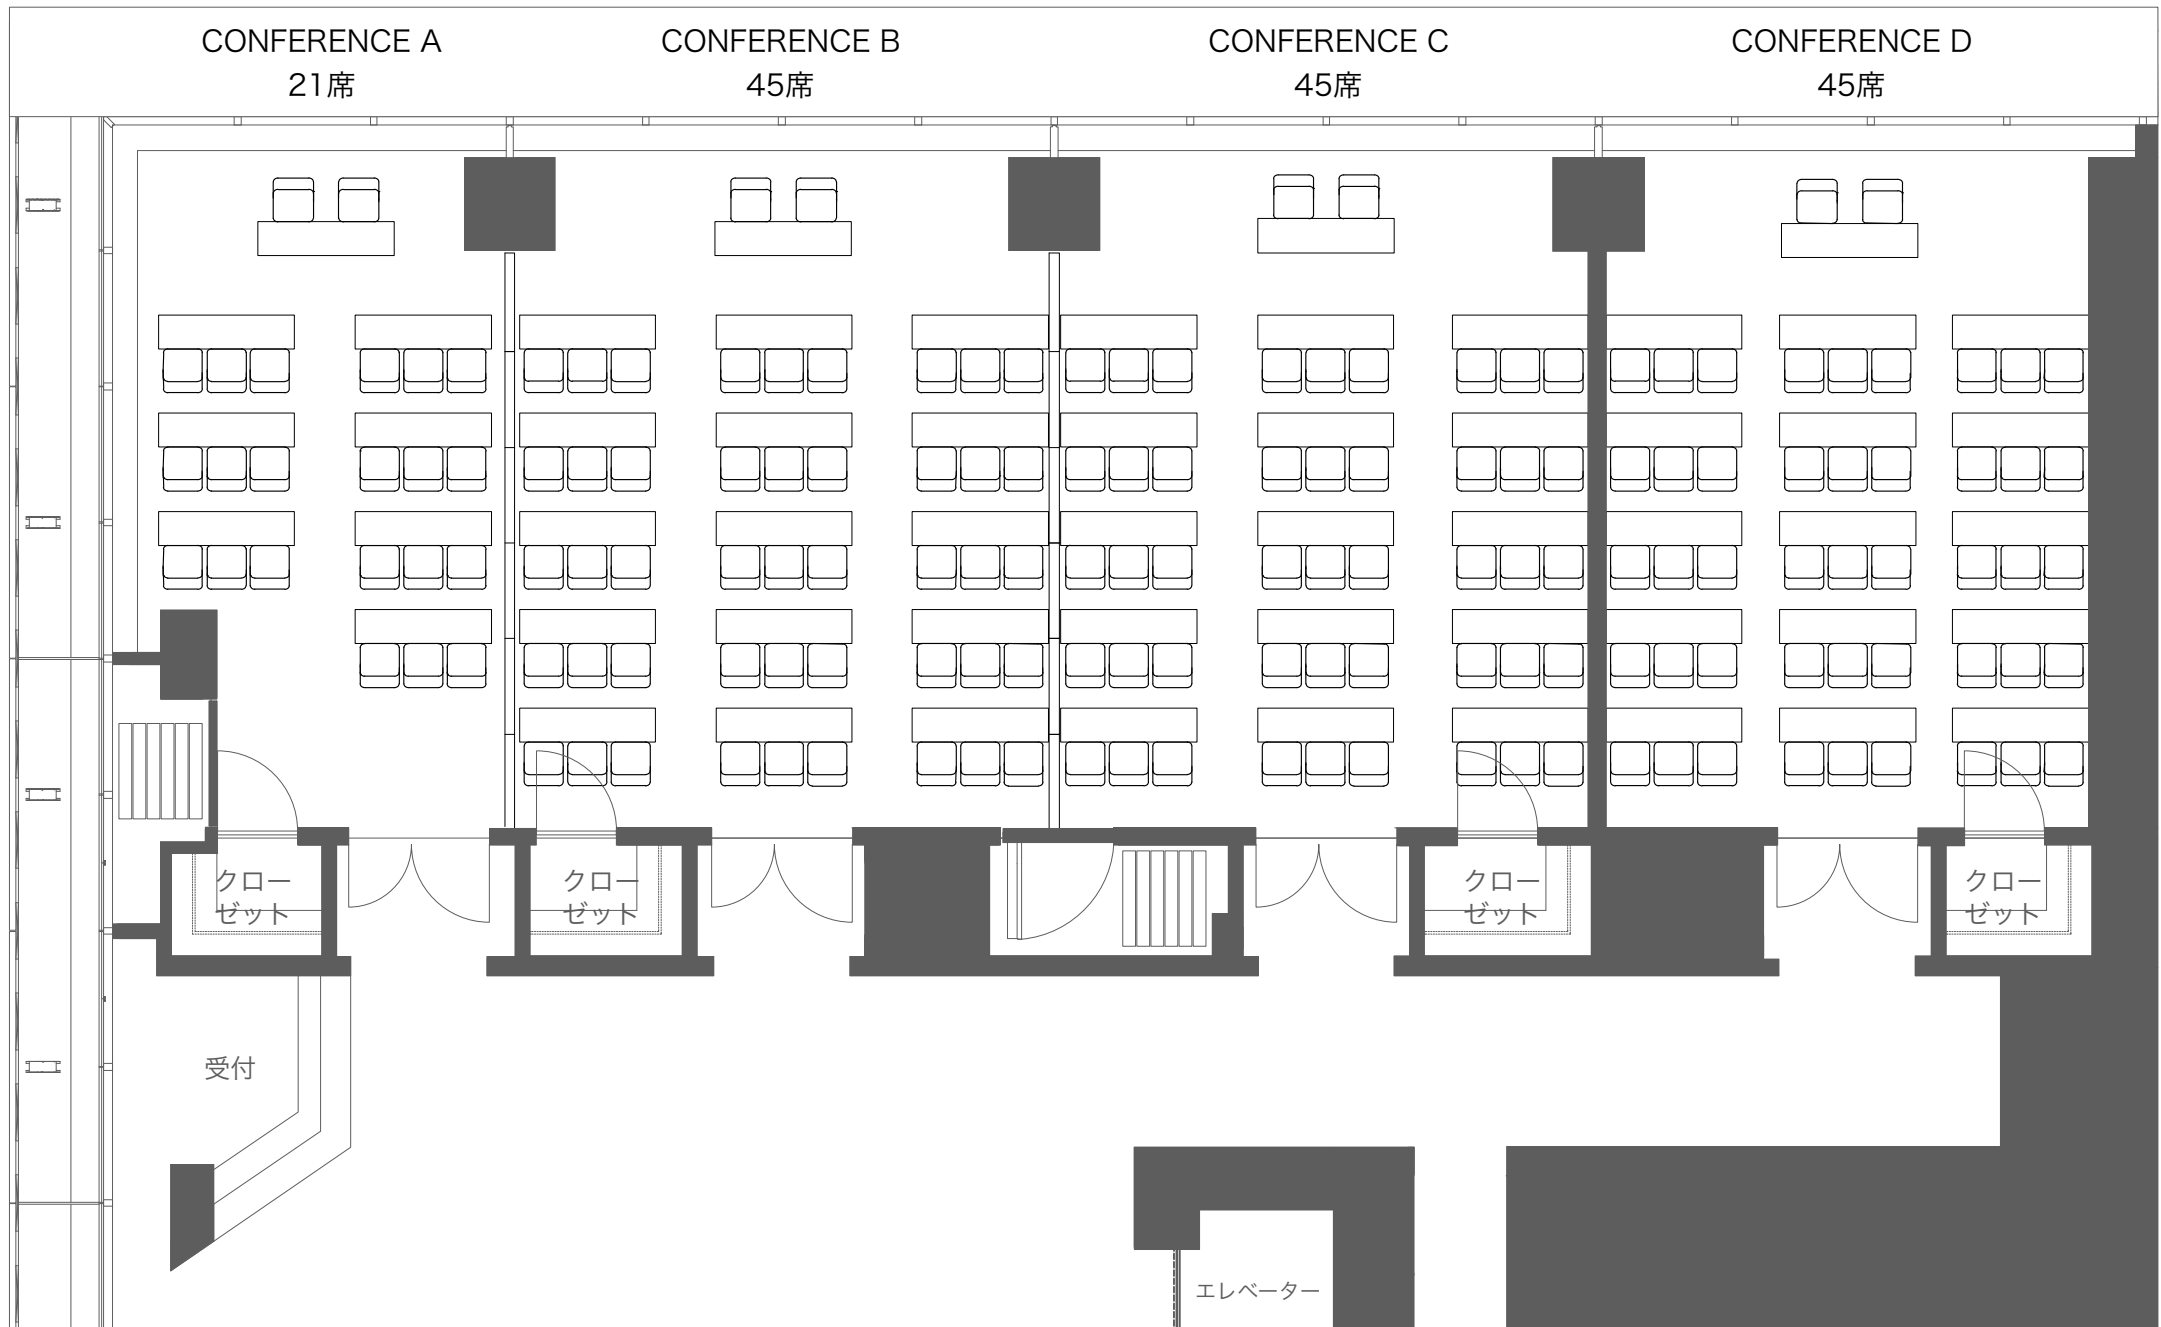 CONFERENCE A
21席
CONFERENCE B
45席
CONFERENCE C
45席
CONFERENCE D
45席
クロー
ゼット
クロー
ゼット
クロー
ゼット
クロー
ゼット
受付
エレベーター